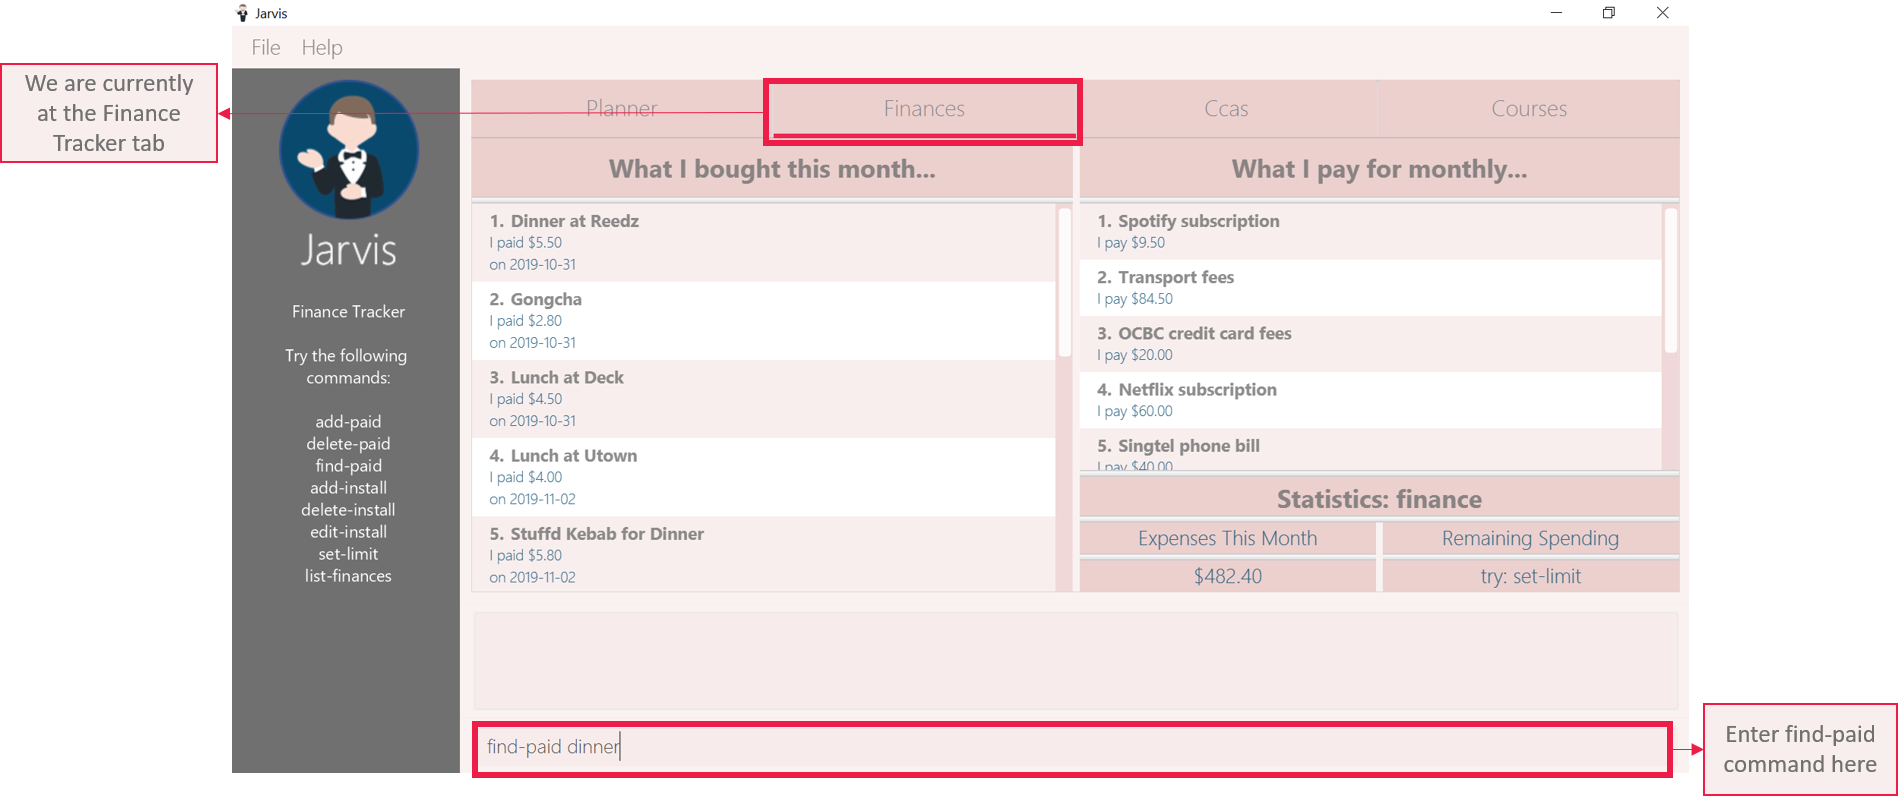 Jarvis
File Help
We are currently
at the Finance
Tracker tab
Jarvis
Finance Tracker
Try the following
commands:
add-paid
delete-paid
find-paid
add-install
delete-install
edit-install
set-limit
list-finances
Planner Finances Ccas Courses
What I bought this month...
1. Dinner at Reedz
I paid $5.50
on 2019-10-31
2. Gongcha
I paid $2.80
on 2019-10-31
3. Lunch at Deck
I paid $4.50
on 2019-10-31
4. Lunch at Utown
I paid $4.00
on 2019-11-02
5. Stuffd Kebab for Dinner
I paid $5.80
on 2019-11-02
What I pay for monthly...
1. Spotify subscription
I pay $9.50
2. Transport fees
I pay $84.50
3. OCBC credit card fees
I pay $20.00
4. Netflix subscription
I pay $60.00
5. Singtel phone bill
I pay $40.00
Statistics: finance
Expenses This Month Remaining Spending
$482.40 try: set-limit
find-paid dinner
Enter find-paid
command here